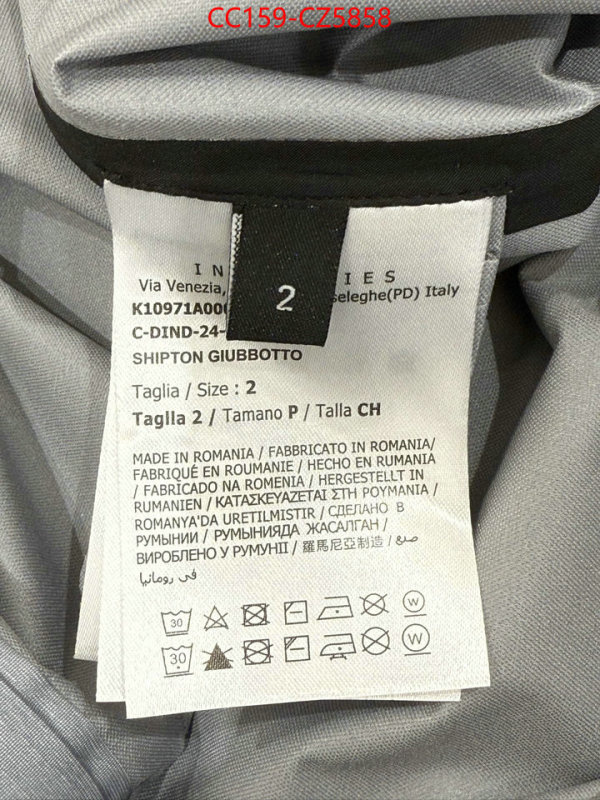 CC159-CZ5858
2
I N I E S
Via Venezia, seleghe(PD) Italy
K10971A00
C-DIND-24-
SHIPTON GIUBBOTTO
Taglia / Size : 2
Taglla 2 / Tamano P / Talla CH
MADE IN ROMANIA / FABBRICATO IN ROMANIA/
FABRIQUÉ EN ROUMANIE / HECHO EN RUMANIA
/ FABRICADO NA ROMENIA / HERGESTELLT IN
RUMANIEN / ΚΑΤΑΣΚΕΥΑΖΕΤΑΙ ΣΤΗ ΡΟΥΜΑΝΙΑ /
ROMANYA'DA URETILMISTIR / СДЕЛАНО В
РУМЫНИИ / РУМЫНИЯДА ЖАСАЛҒАН /
ВИРОБЛЕНО У РУМУНІЇ / 羅馬尼亞制造 / صنع
في رومانيا
30 W
30 W